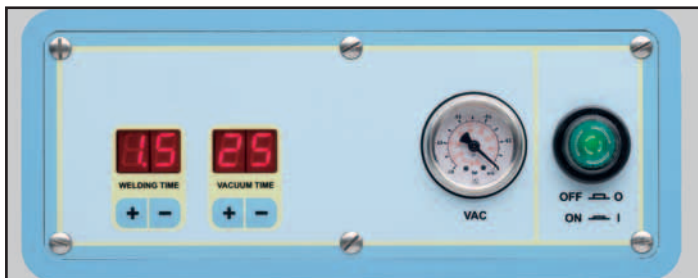 1.5 25
WELDING TIME VACUUM TIME
+ - + -
VAC
OFF O
ON I